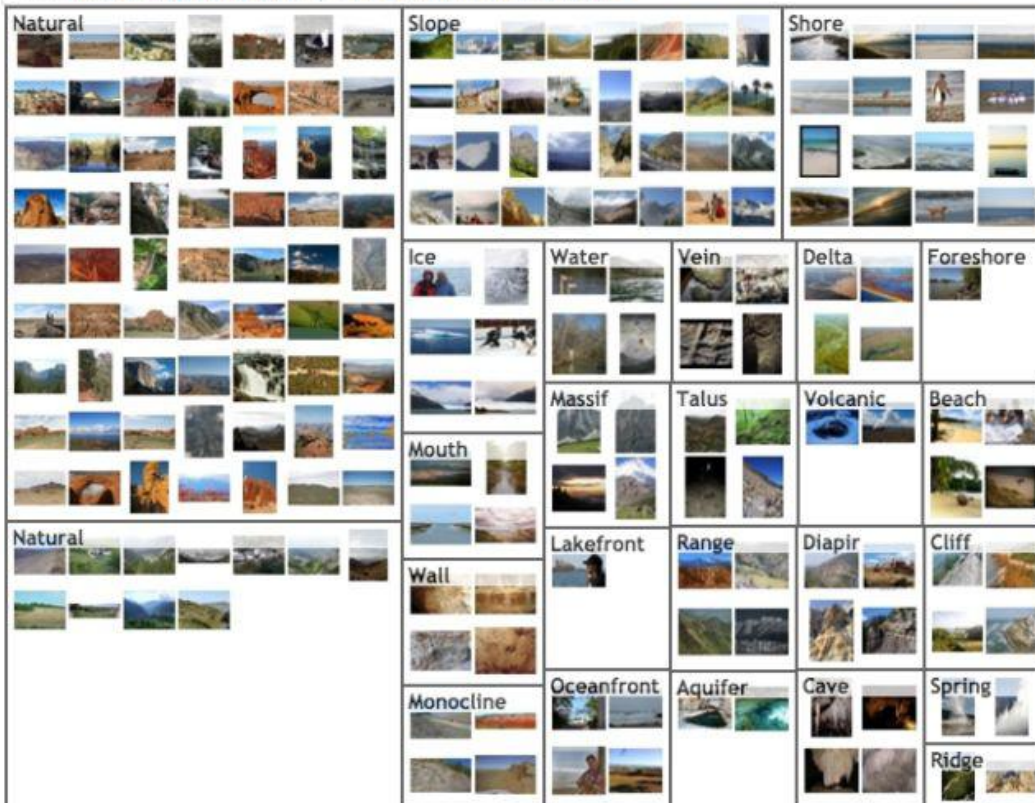 Natural
Slope
Shore
Ice
Water
Vein
Delta
Foreshore
Massif
Talus
Volcanic
Beach
Mouth
Natural
Lakefront
Range
Diapir
Cliff
Wall
Oceanfront
Aquifer
Cave
Spring
Monocline
Ridge